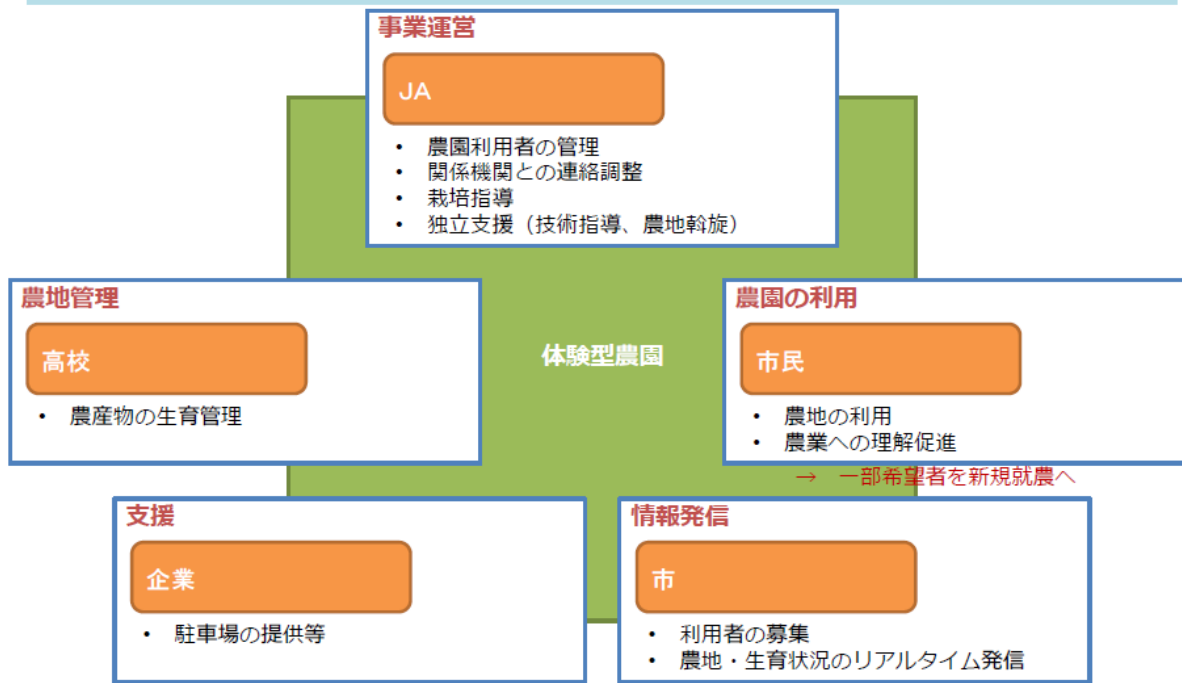 事業運営
JA
• 農園利用者の管理
• 関係機関との連絡調整
• 栽培指導
• 独立支援（技術指導、農地斡旋）
農地管理
高校
• 農産物の生育管理
体験型農園
農園の利用
市民
• 農地の利用
• 農業への理解促進
→ 一部希望者を新規就農へ
支援
企業
• 駐車場の提供等
情報発信
市
• 利用者の募集
• 農地・生育状況のリアルタイム発信